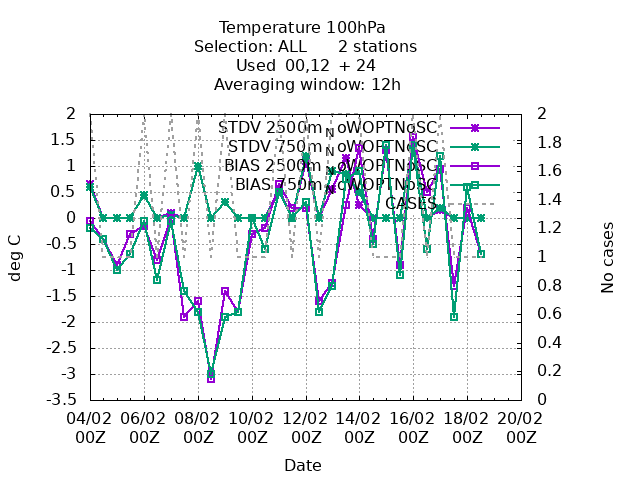 Temperature 100hPa
Selection: ALL 2 stations
Used 00,12 + 24
Averaging window: 12h
STDV 2500m NoWOPTNoSC
STDV 750m NoWOPTNoSC
BIAS 2500m NoWOPTNoSC
BIAS 750m NoWOPTNoSC
CASES
2
1.5
1
0.5
0
-0.5
-1
-1.5
-2
-2.5
-3
-3.5
deg C
2
1.8
1.6
1.4
1.2
1
0.8
0.6
0.4
0.2
0
No cases
04/02 06/02 08/02 10/02 12/02 14/02 16/02 18/02 20/02
00Z 00Z 00Z 00Z 00Z 00Z 00Z 00Z 00Z
Date